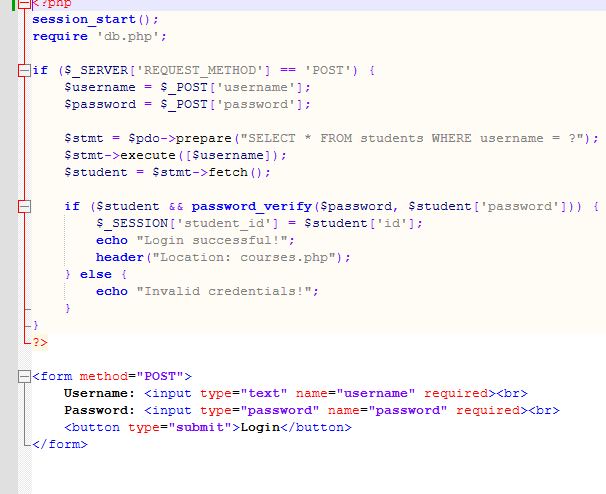 <?php
session_start();
require 'db.php';
if ($_SERVER['REQUEST_METHOD'] == 'POST') {
$username = $_POST['username'];
$password = $_POST['password'];
$stmt = $pdo->prepare("SELECT * FROM students WHERE username = ?");
$stmt->execute([$username]);
$student = $stmt->fetch();
if ($student && password_verify($password, $student['password'])) {
$_SESSION['student_id'] = $student['id'];
echo "Login successful!";
header("Location: courses.php");
} else {
echo "Invalid credentials!";
}
}
?>
<form method="POST">
Username: <input type="text" name="username" required><br>
Password: <input type="password" name="password" required><br>
<button type="submit">Login</button>
</form>